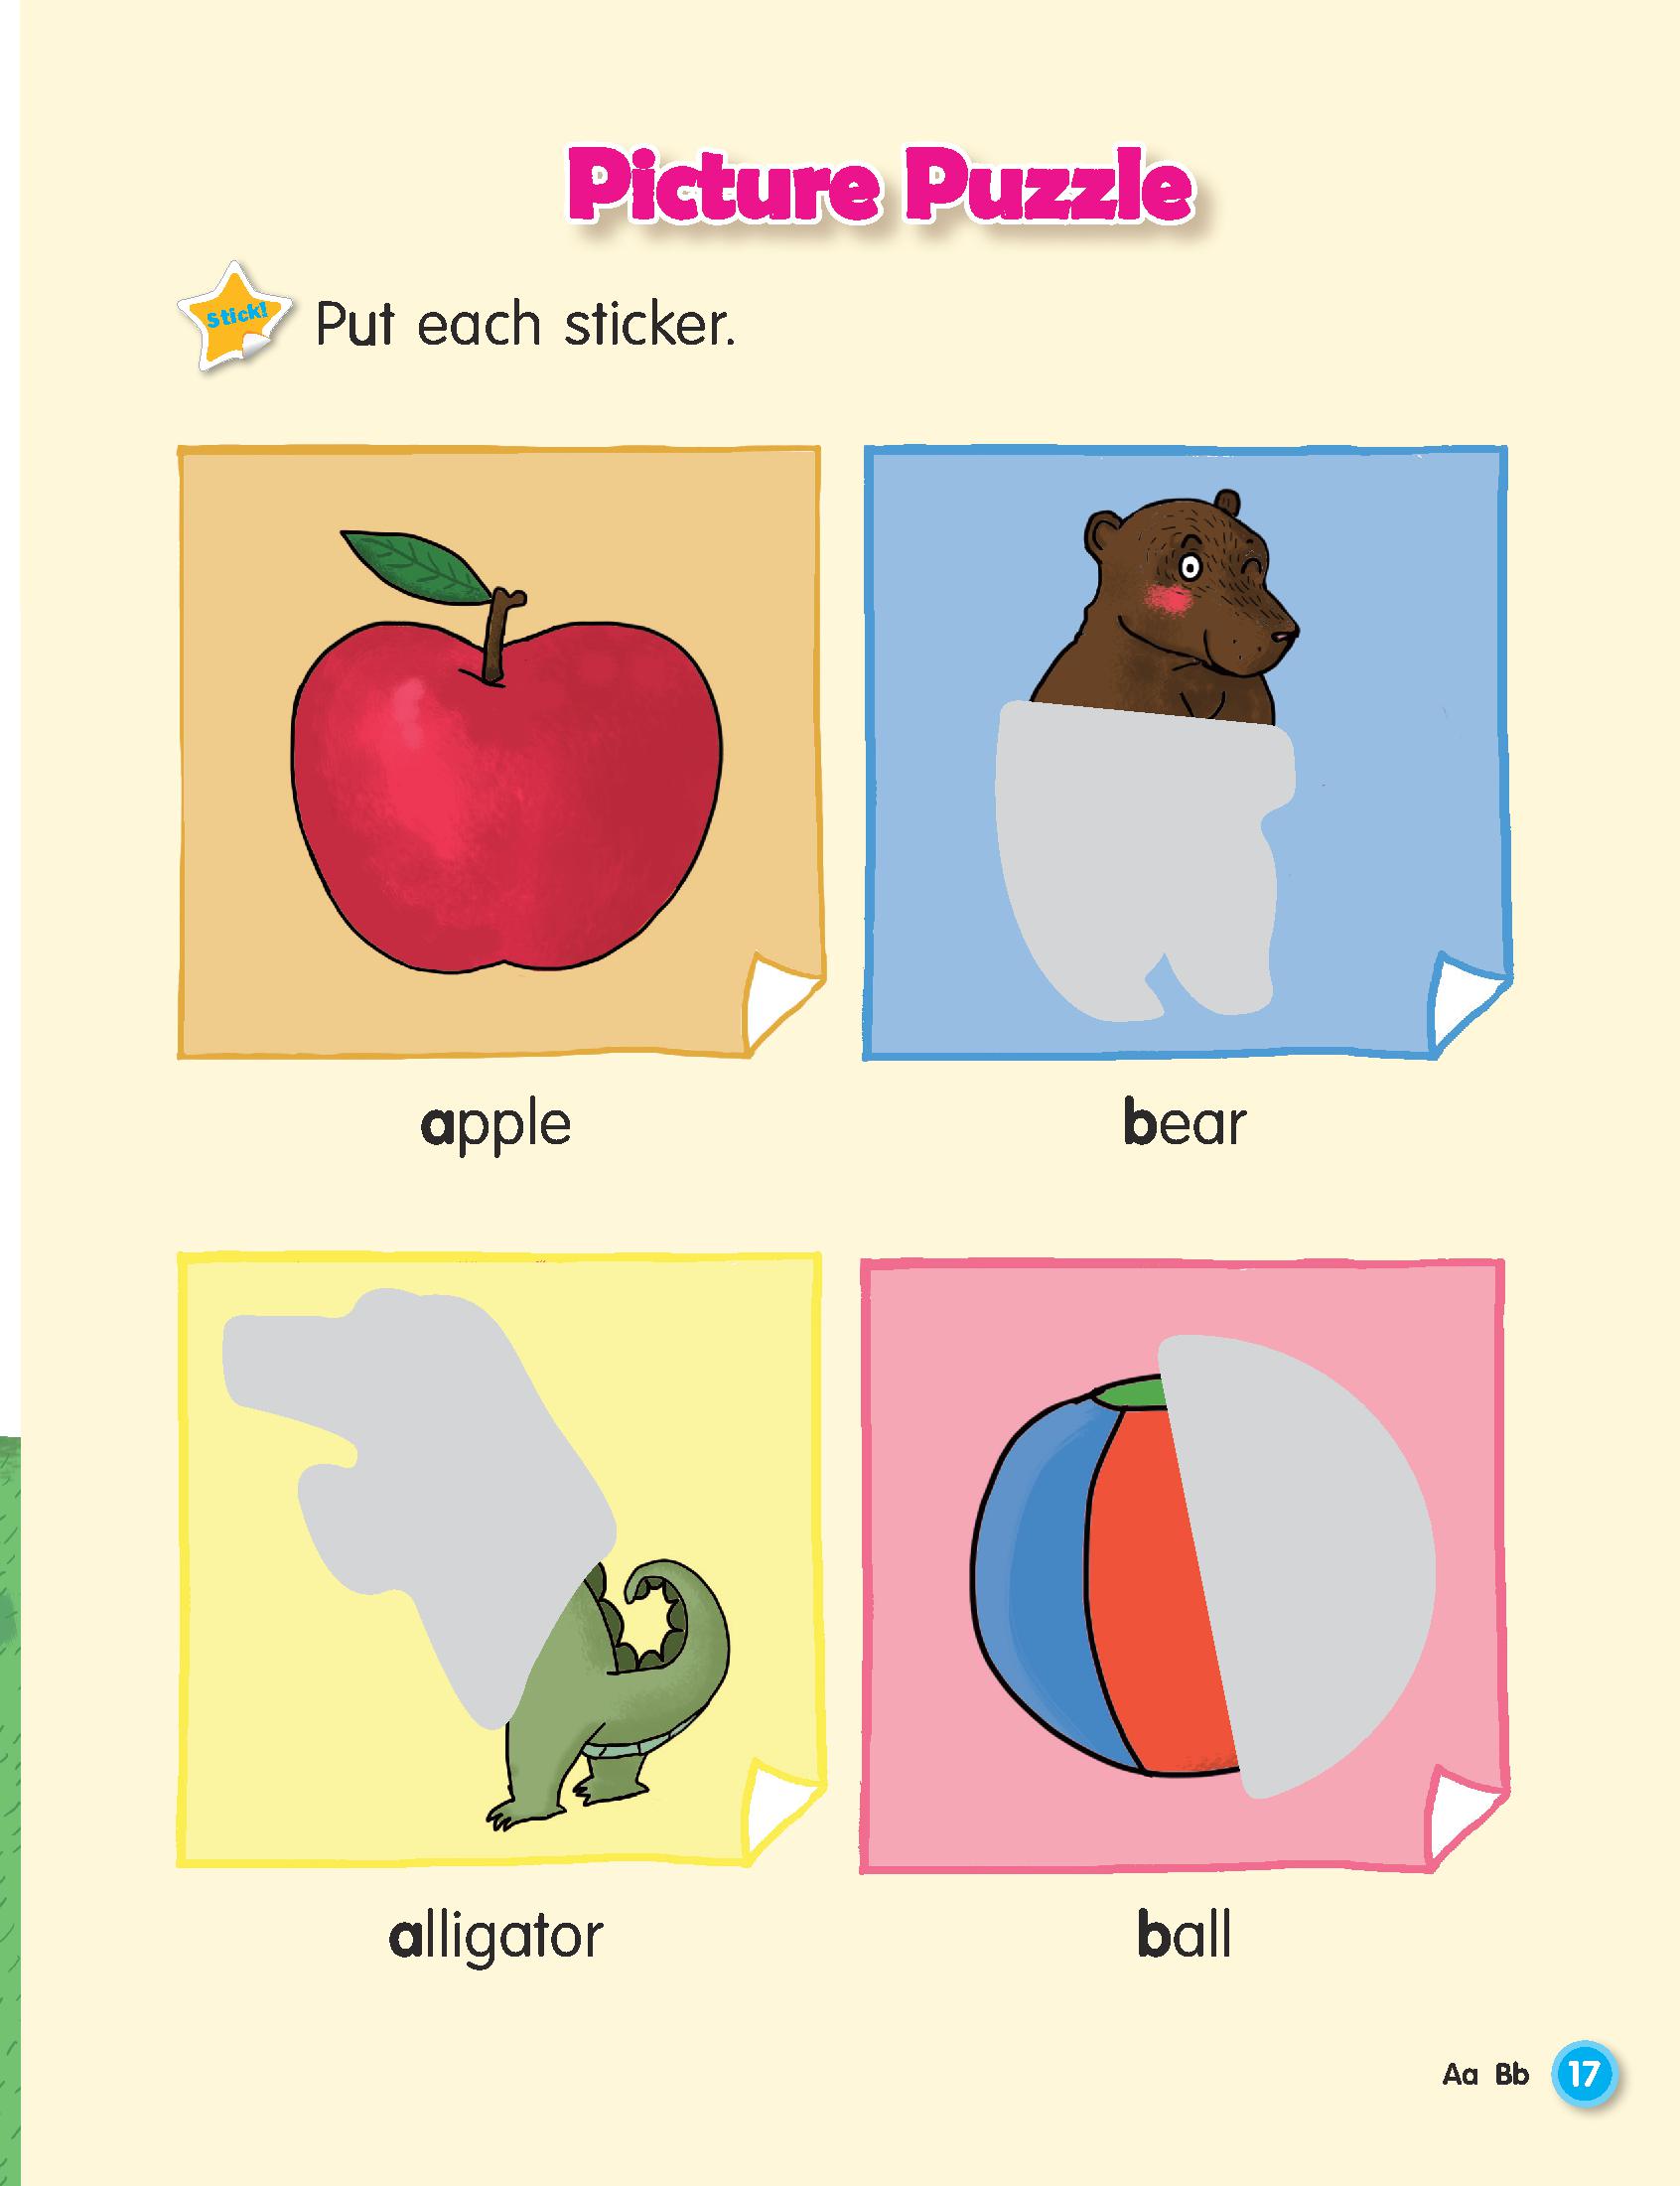 Picture Puzzle
Stick!
Put each sticker.
apple
bear
alligator
ball
Aa Bb
17